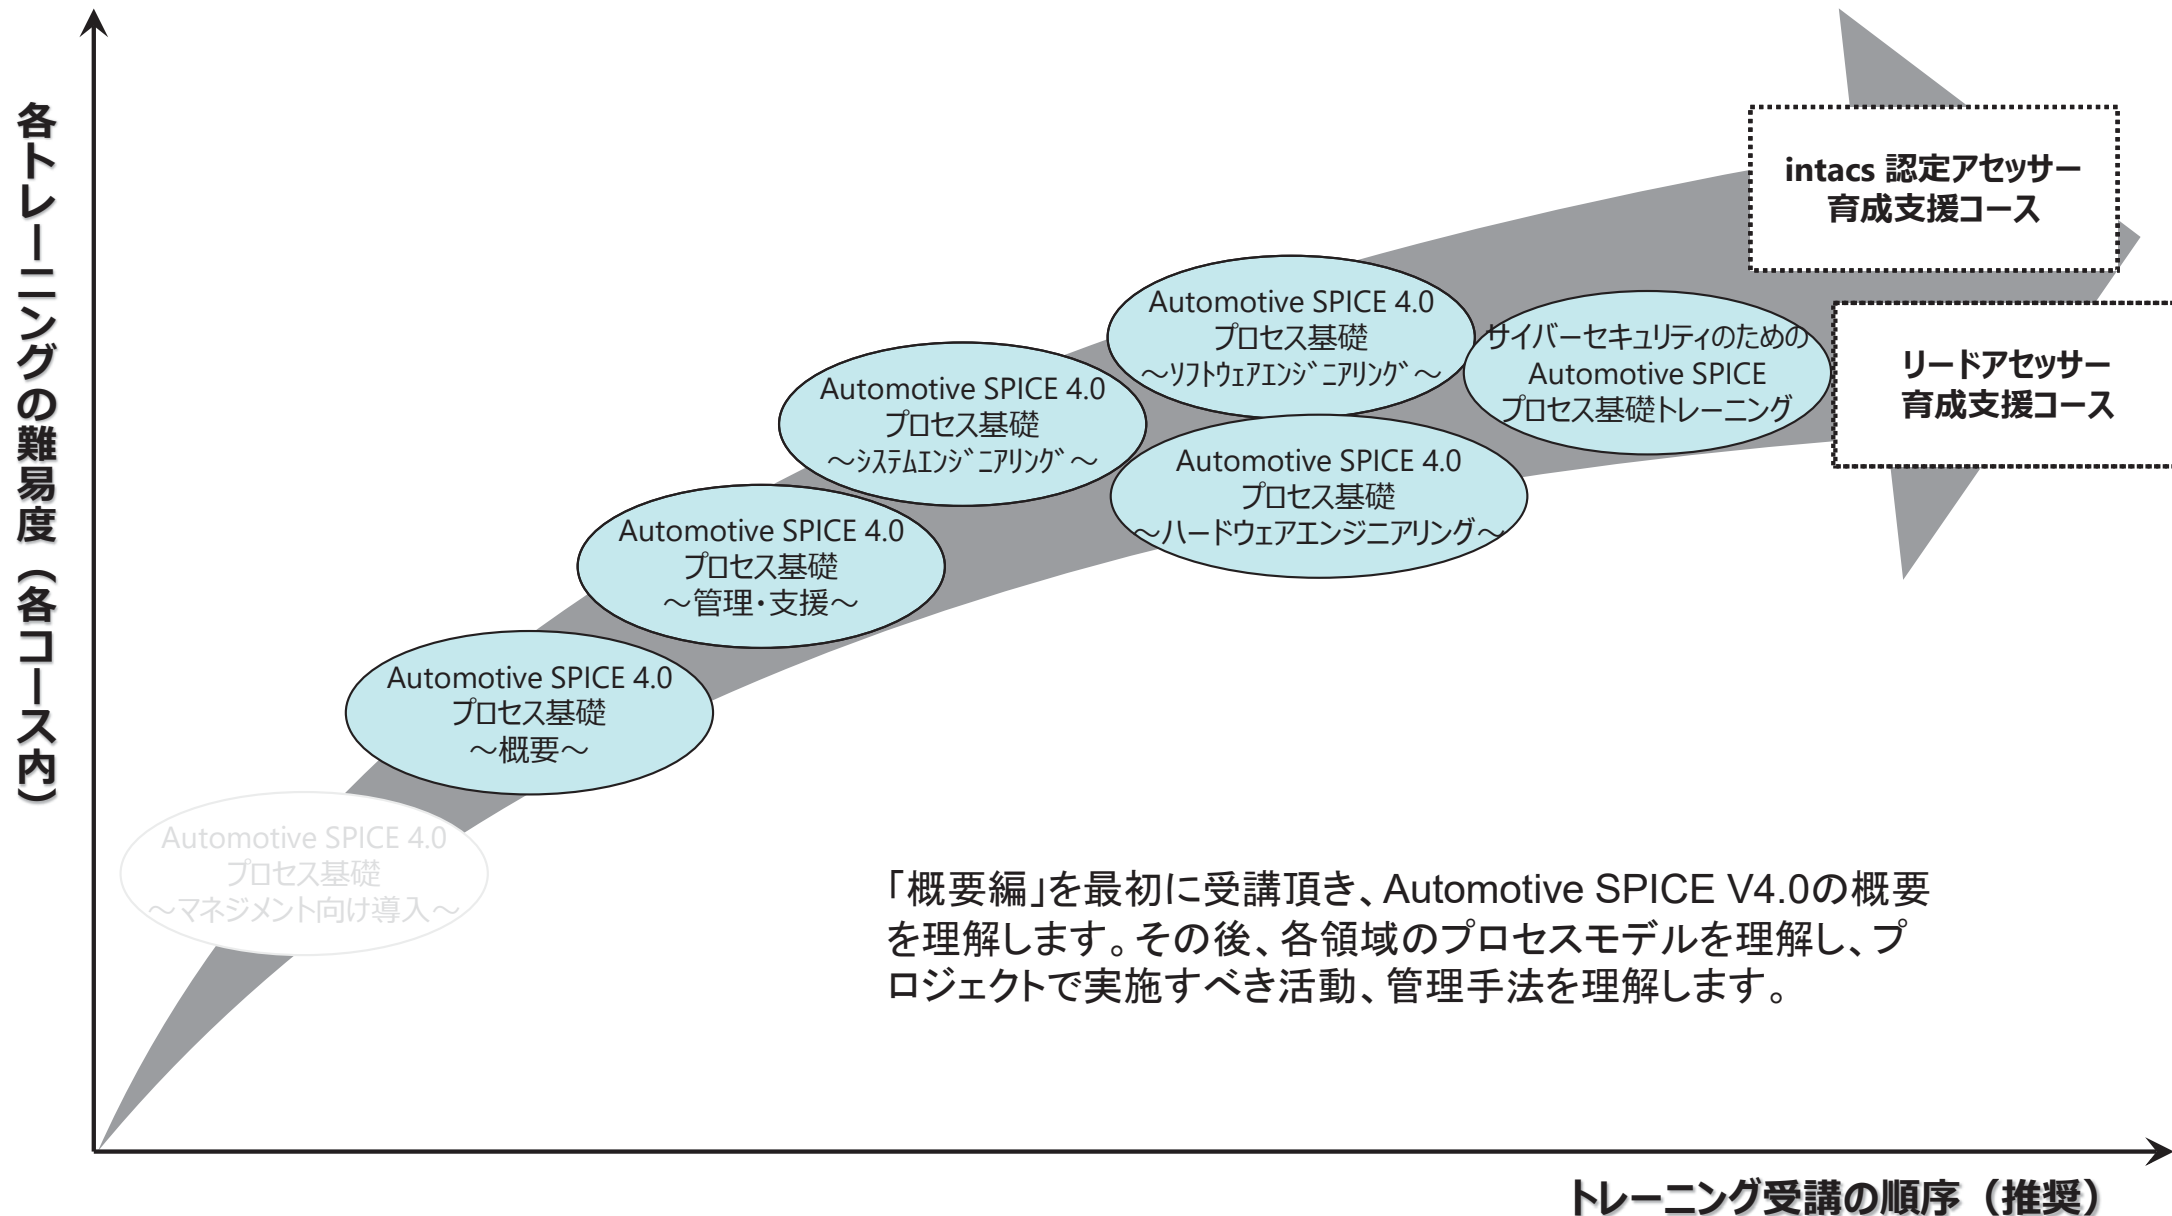 各トレーニングの難易度（各コース内）
intacs 認定アセッサー
育成支援コース
Automotive SPICE 4.0
プロセス基礎
～ソフトウェアエンジニアリング～
サイバーセキュリティのための
Automotive SPICE
プロセス基礎トレーニング
リードアセッサー
育成支援コース
Automotive SPICE 4.0
プロセス基礎
～システムエンジニアリング～
Automotive SPICE 4.0
プロセス基礎
～ハードウェアエンジニアリング～
Automotive SPICE 4.0
プロセス基礎
～管理・支援～
Automotive SPICE 4.0
プロセス基礎
～概要～
Automotive SPICE 4.0
プロセス基礎
～マネジメント向け導入～
「概要編」を最初に受講頂き、Automotive SPICE V4.0の概要
を理解します。その後、各領域のプロセスモデルを理解し、プ
ロジェクトで実施すべき活動、管理手法を理解します。
トレーニング受講の順序（推奨）